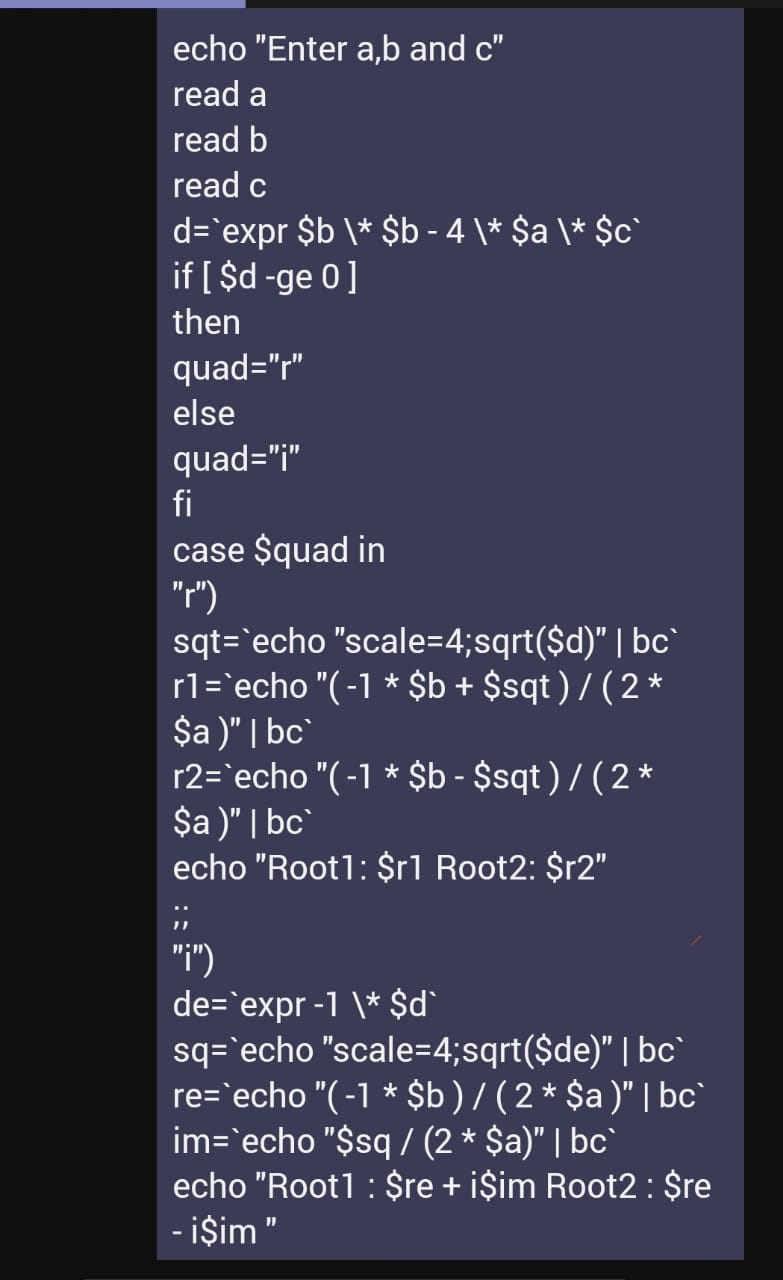 echo "Enter a,b and c"
read a
read b
read c
d=`expr $b \* $b - 4 \* $a \* $c`
if [ $d -ge 0 ]
then
quad="r"
else
quad="i"
fi
case $quad in
"r")
sqt=`echo "scale=4;sqrt($d)" | bc`
r1=`echo "( -1 * $b + $sqt ) / ( 2 *
$a )" | bc`
r2=`echo "( -1 * $b - $sqt ) / ( 2 *
$a )" | bc`
echo "Root1: $r1 Root2: $r2"
;;
"i")
de=`expr -1 \* $d`
sq=`echo "scale=4;sqrt($de)" | bc`
re=`echo "( -1 * $b ) / ( 2 * $a )" | bc`
im=`echo "$sq / (2 * $a)" | bc`
echo "Root1 : $re + i$im Root2 : $re
- i$im "